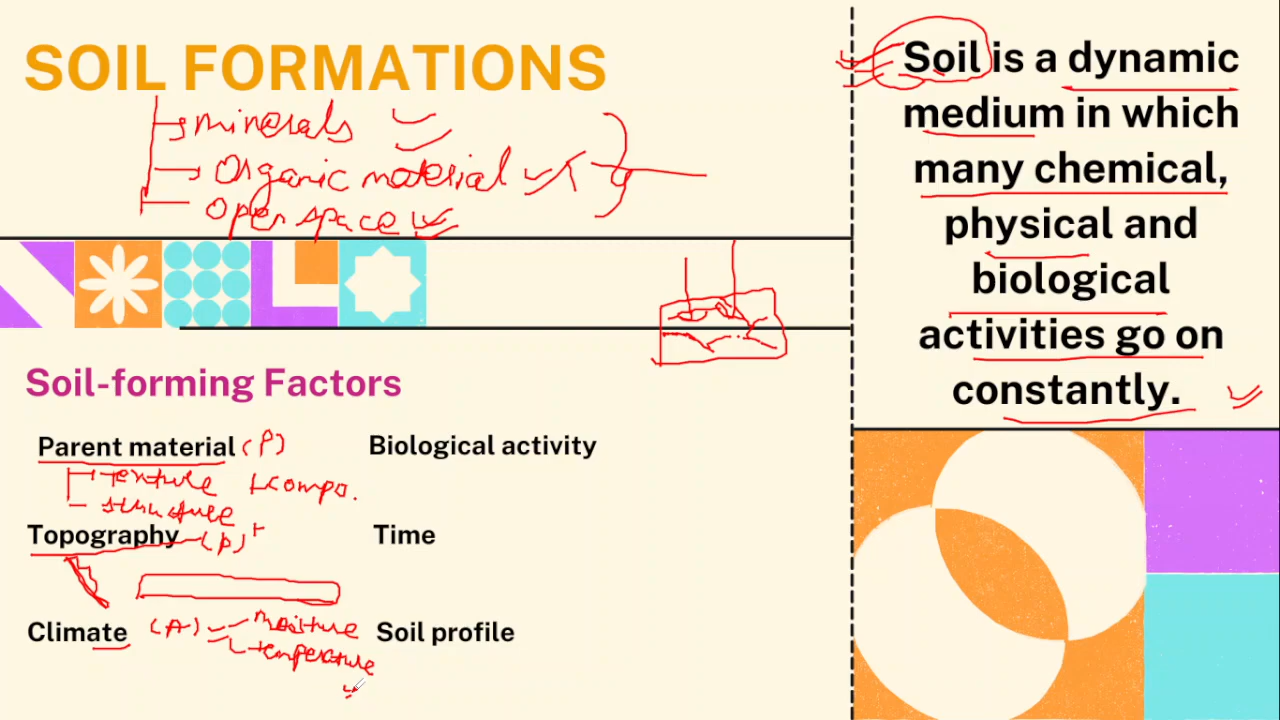 SOIL FORMATIONS
minerals
Organic material
Open space
Soil is a dynamic
medium in which
many chemical,
physical and
biological
activities go on
constantly.
Soil-forming Factors
Parent material (P)
Biological activity
texture
compo.
structure
Topography (P)
Time
Climate (A) moisture
temperature
Soil profile